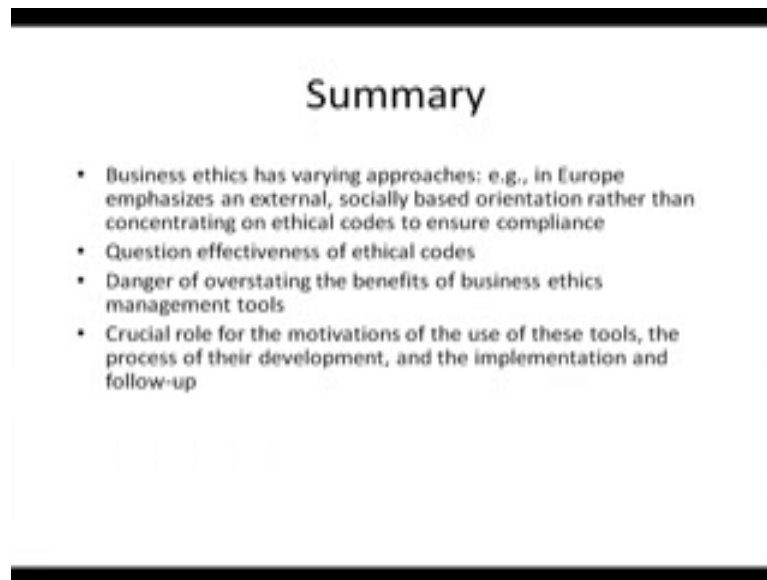 Summary
• Business ethics has varying approaches: e.g., in Europe
emphasizes an external, socially based orientation rather than
concentrating on ethical codes to ensure compliance
• Question effectiveness of ethical codes
• Danger of overstating the benefits of business ethics
management tools
• Crucial role for the motivations of the use of these tools, the
process of their development, and the implementation and
follow-up